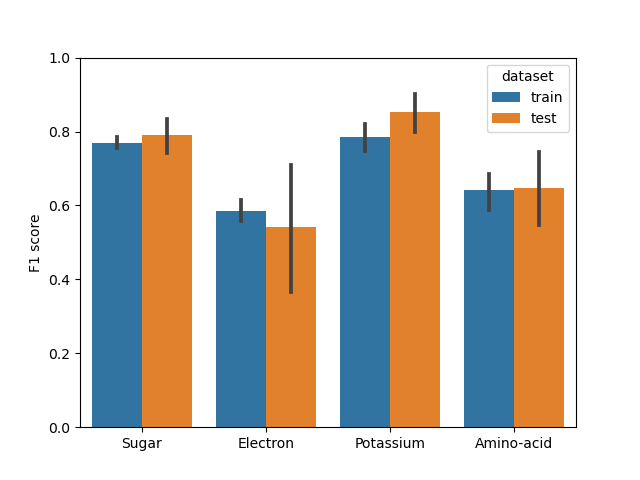 1.0
0.8
0.6
0.4
0.2
0.0
F1 score
dataset
train
test
Sugar Electron Potassium Amino-acid